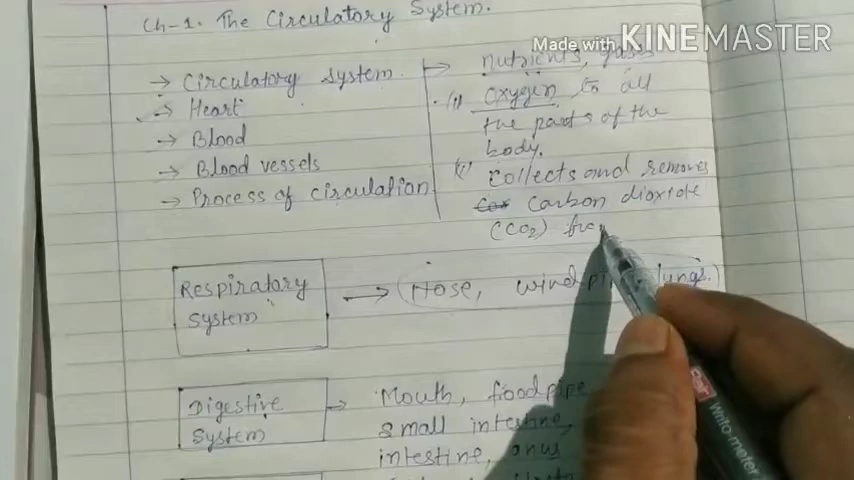 Ch-1. The Circulatory System.
Made with KINEMASTER
→ Circulatory system.
→ Heart
→ Blood
→ Blood vessels
→ Process of circulation
→ nutrients, gases
(i) oxygen to all
the parts of the
body.
(ii) collects and removes
Carbon dioxide
(CO2) from
Respiratory
System
→ (Nose, windpipe, lungs.)
Digestive
System
→ Mouth, foodpipe
small intestine,
intestine, anus